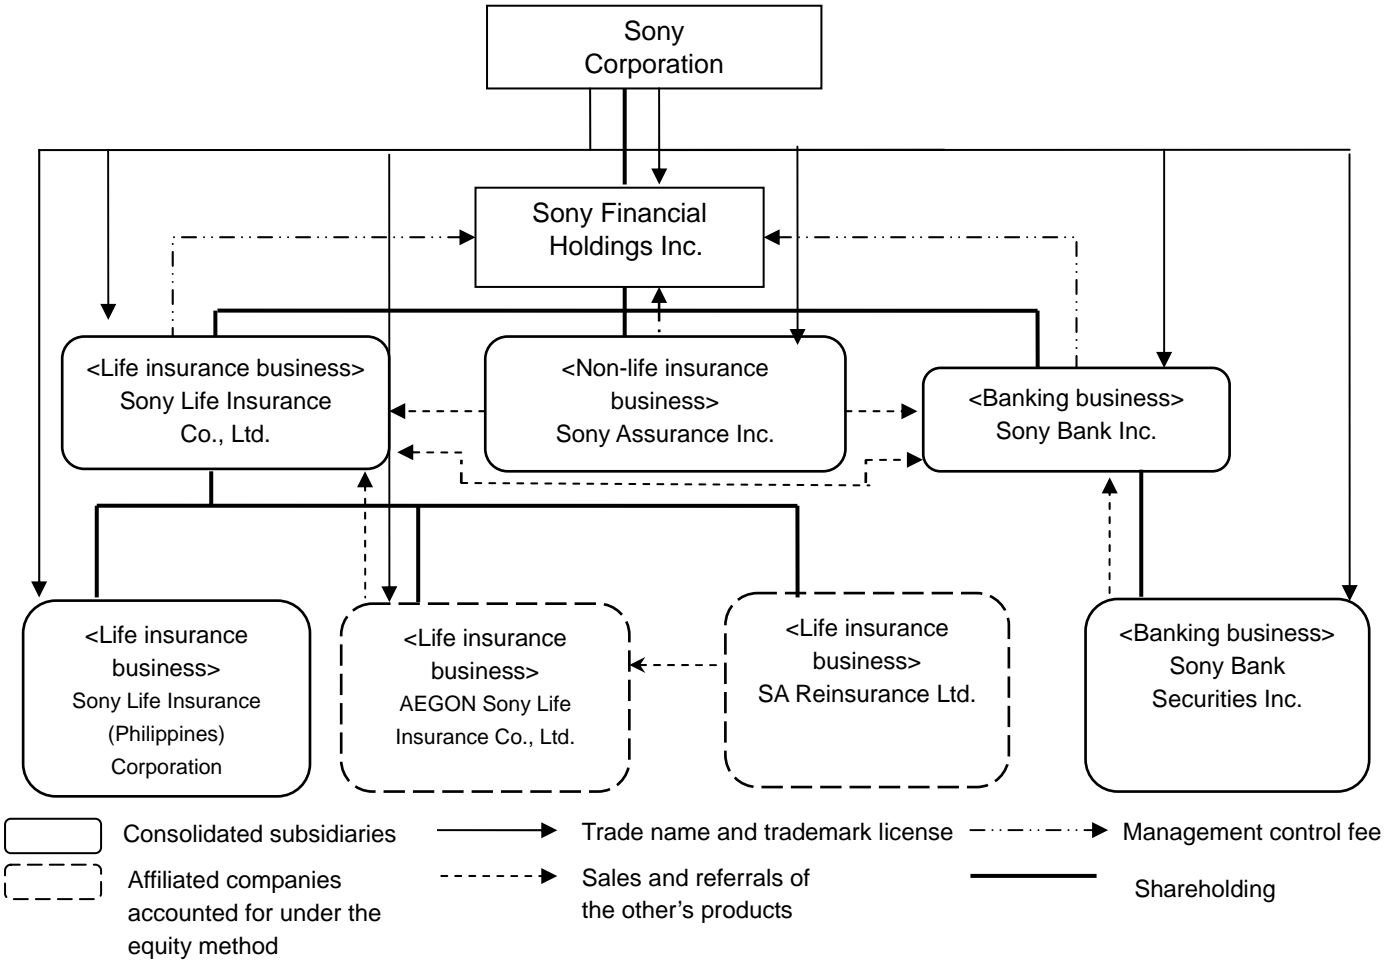 Sony
Corporation
Sony Financial
Holdings Inc.
<Life insurance business>
Sony Life Insurance
Co., Ltd.
<Non-life insurance
business>
Sony Assurance Inc.
<Banking business>
Sony Bank Inc.
<Life insurance
business>
Sony Life Insurance
(Philippines)
Corporation
<Life insurance
business>
AEGON Sony Life
Insurance Co., Ltd.
<Life insurance
business>
SA Reinsurance Ltd.
<Banking business>
Sony Bank
Securities Inc.
Consolidated subsidiaries
Trade name and trademark license
Management control fee
Affiliated companies
accounted for under the
equity method
Sales and referrals of
the other’s products
Shareholding